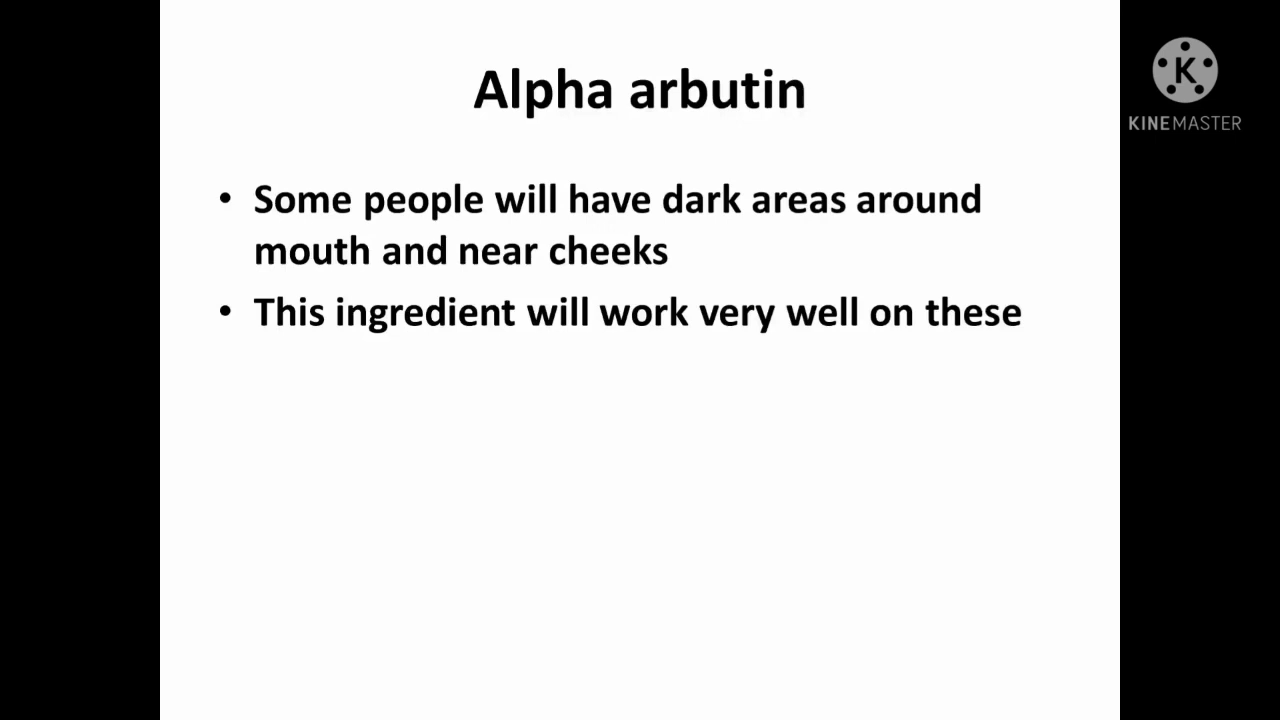 Alpha arbutin
K
KINEMASTER
• Some people will have dark areas around
mouth and near cheeks
• This ingredient will work very well on these